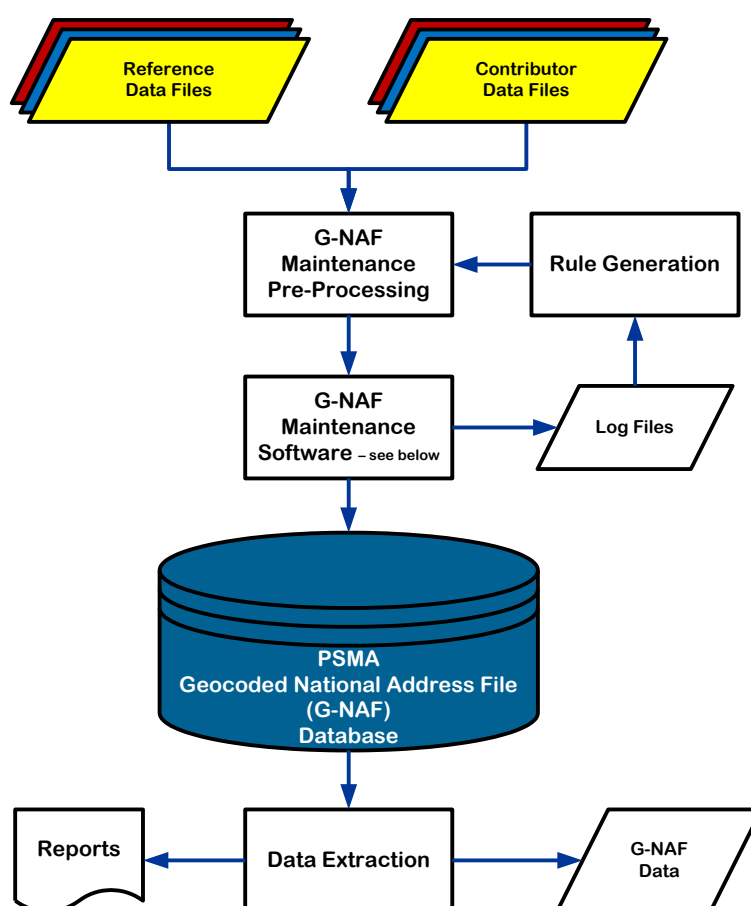 Reference
Data Files
Contributor
Data Files
G-NAF
Maintenance
Pre-Processing
Rule Generation
G-NAF
Maintenance
Software – see below
Log Files
PSMA
Geocoded National Address File
(G-NAF)
Database
Reports
Data Extraction
G-NAF
Data